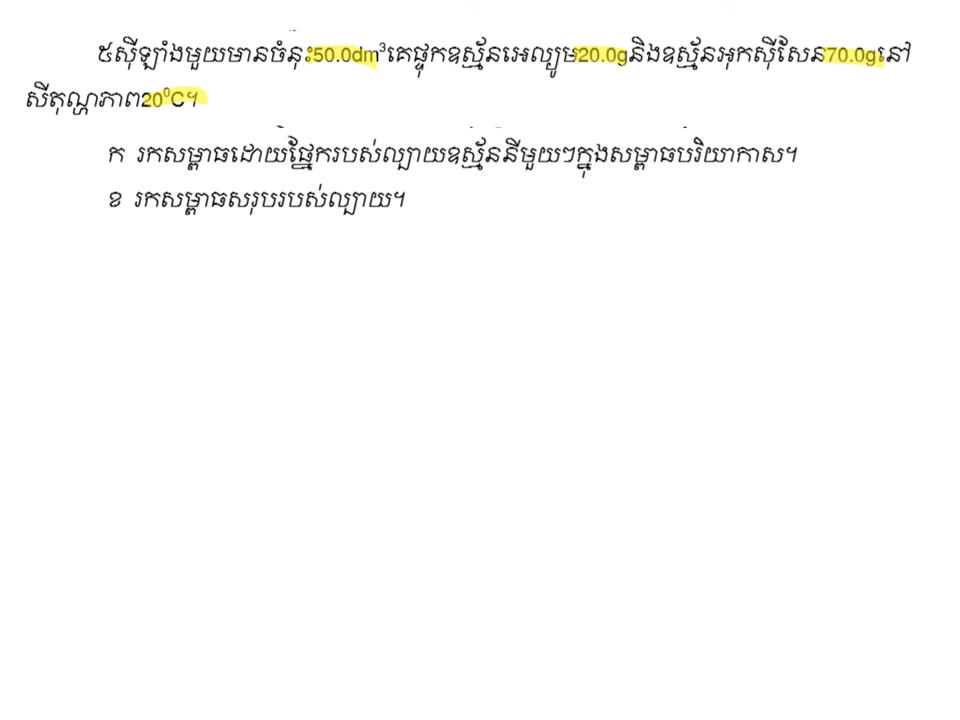 ៥ស៊ីឡាំងមួយមានចំនុះ50.0dm³គេផ្ទុកឧស្ម័នអេល្យូម20.0gនិងឧស្ម័នអុកស៊ីសែន70.0gនៅ
សីតុណ្ហភាព20⁰C។
ក រកសម្ពាធដោយផ្នែករបស់ល្បាយឧស្ម័ននីមួយៗក្នុងសម្ពាធបរិយាកាស។
ខ រកសម្ពាធសរុបរបស់ល្បាយ។